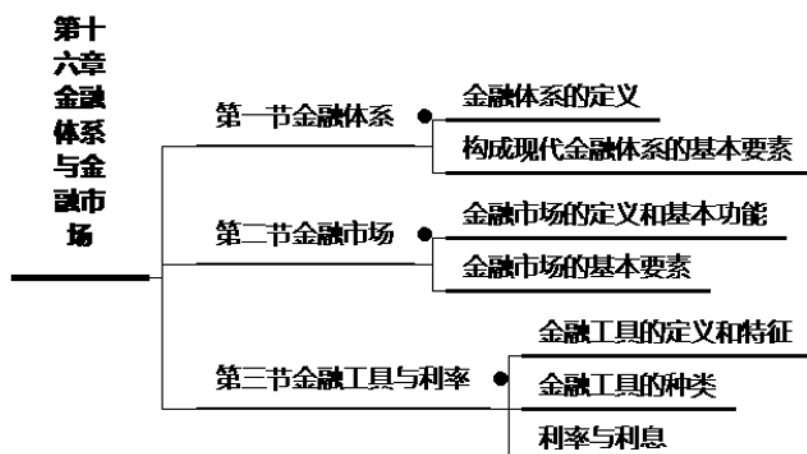 第十
六章
金融
体系
与金
融市
场
第一节金融体系
金融体系的定义
构成现代金融体系的基本要素
第二节金融市场
金融市场的定义和基本功能
金融市场的基本要素
第三节金融工具与利率
金融工具的定义和特征
金融工具的种类
利率与利息